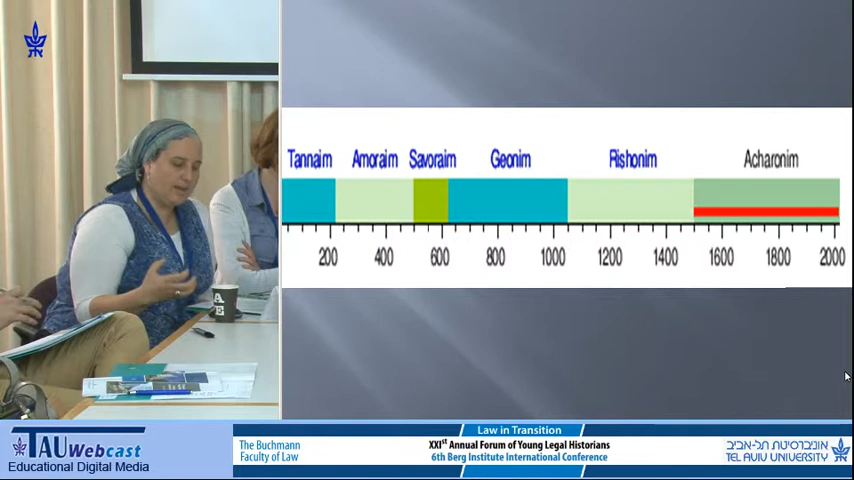 Tannaim Amoraim Savoraim Geonim Rishonim Acharonim
200 400 600 800 1000 1200 1400 1600 1800 2000
A
E
TAU Webcast
Educational Digital Media
The Buchmann
Faculty of Law
Law in Transition
XXIst Annual Forum of Young Legal Historians
6th Berg Institute International Conference
אוניברסיטת תל-אביב
TEL AVIV UNIVERSITY